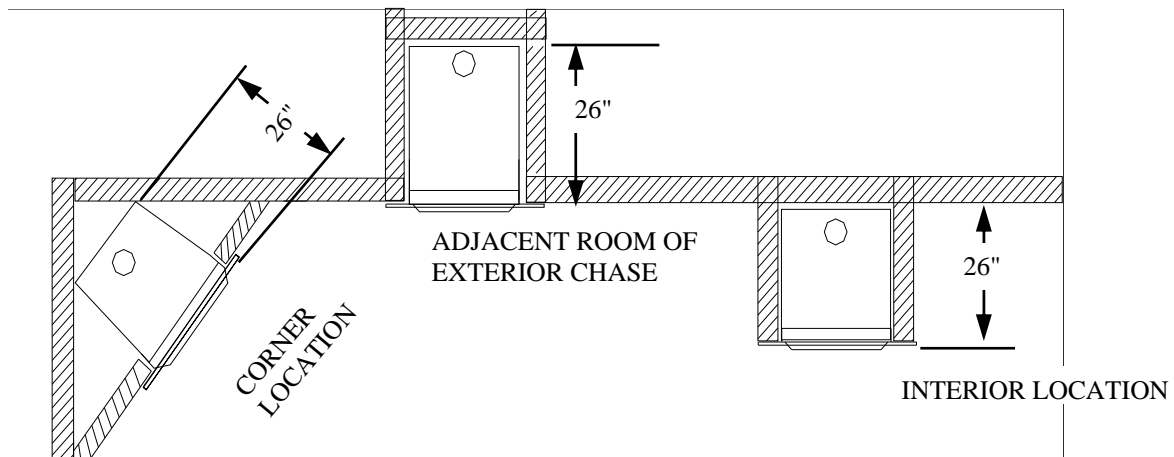 26"
26"
ADJACENT ROOM OF
EXTERIOR CHASE
26"
CORNER
LOCATION
INTERIOR LOCATION